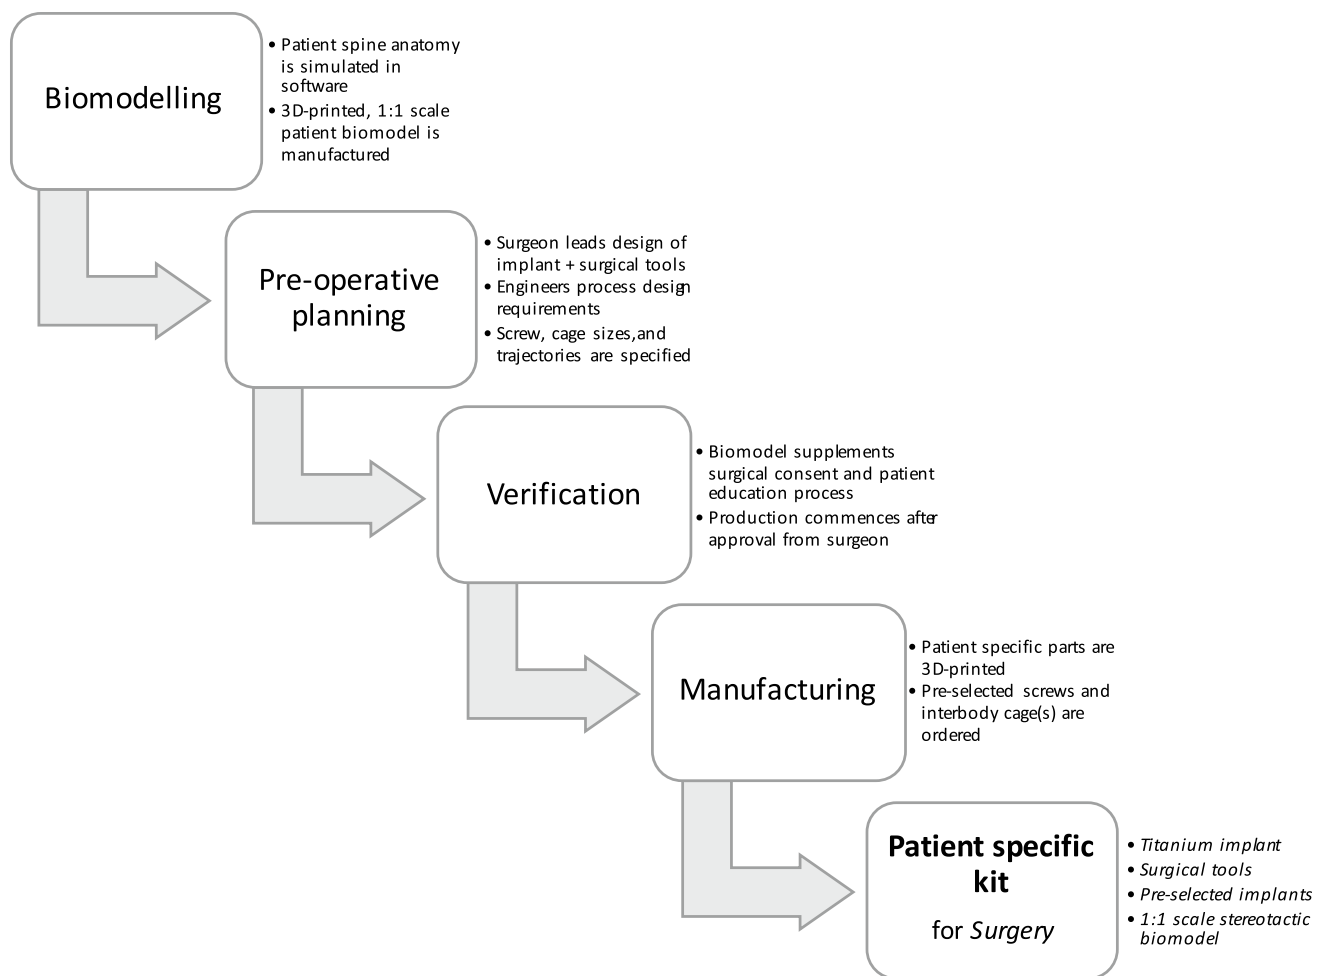 Biomodelling
• Patient spine anatomy
is simulated in
software
• 3D-printed, 1:1 scale
patient biomodel is
manufactured
Pre-operative
planning
• Surgeon leads design of
implant + surgical tools
• Engineers process design
requirements
• Screw, cage sizes,and
trajectories are specified
Verification
• Biomodel supplements
surgical consent and patient
education process
• Production commences after
approval from surgeon
Manufacturing
• Patient specific parts are
3D-printed
• Pre-selected screws and
interbody cage(s) are
ordered
Patient specific
kit
for Surgery
• Titanium implant
• Surgical tools
• Pre-selected implants
• 1:1 scale stereotactic
biomodel